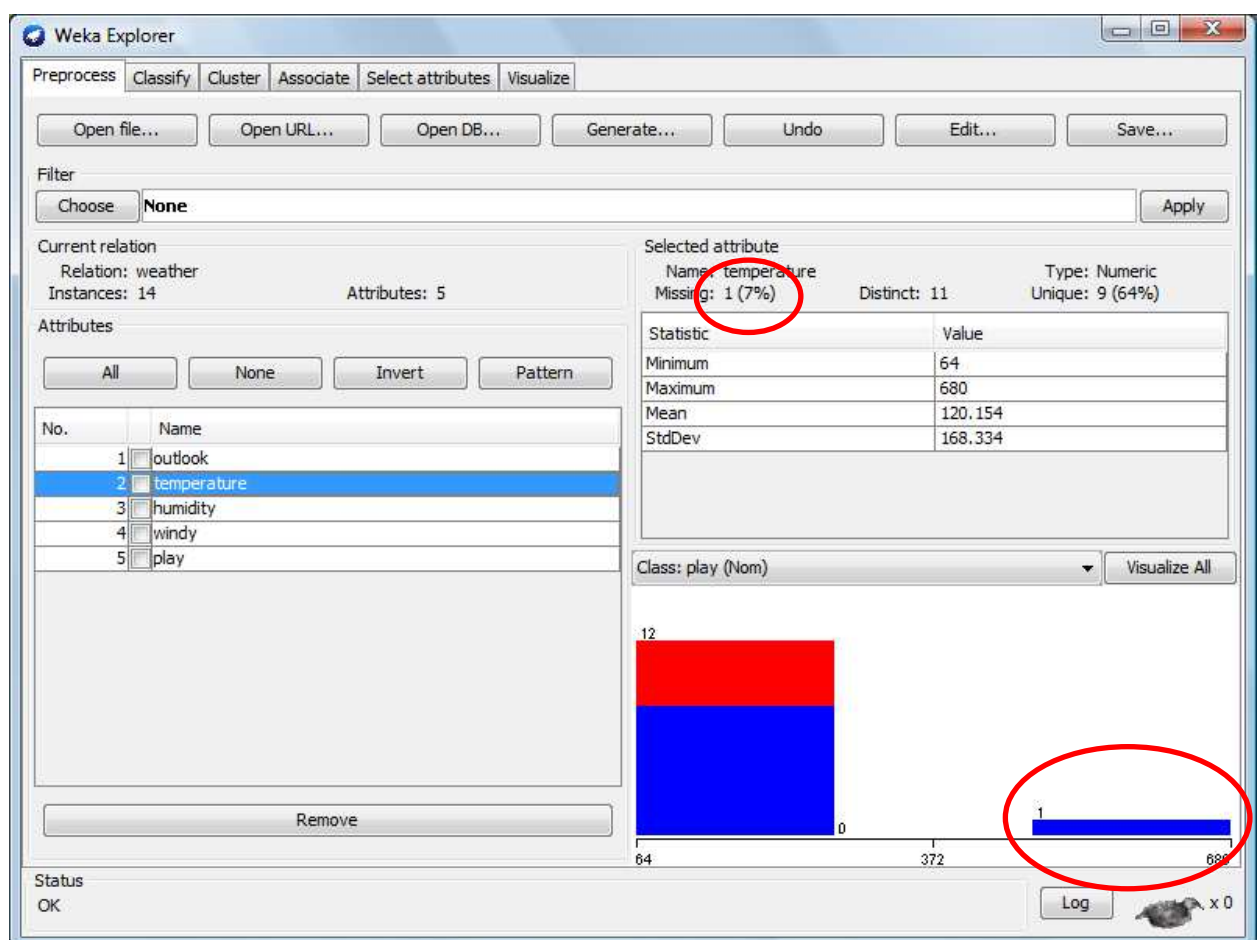 Weka Explorer
Preprocess Classify Cluster Associate Select attributes Visualize
Open file... Open URL... Open DB... Generate... Undo Edit... Save...
Filter
Choose None Apply
Current relation
Relation: weather
Instances: 14 Attributes: 5
Selected attribute
Name: temperature Type: Numeric
Missing: 1 (7%) Distinct: 11 Unique: 9 (64%)
Attributes
All None Invert Pattern
No. Name
1 outlook
2 temperature
3 humidity
4 windy
5 play
Remove
Statistic Value
Minimum 64
Maximum 680
Mean 120.154
StdDev 168.334
Class: play (Nom) Visualize All
12
0
1
64 372 680
Status
OK
Log x 0